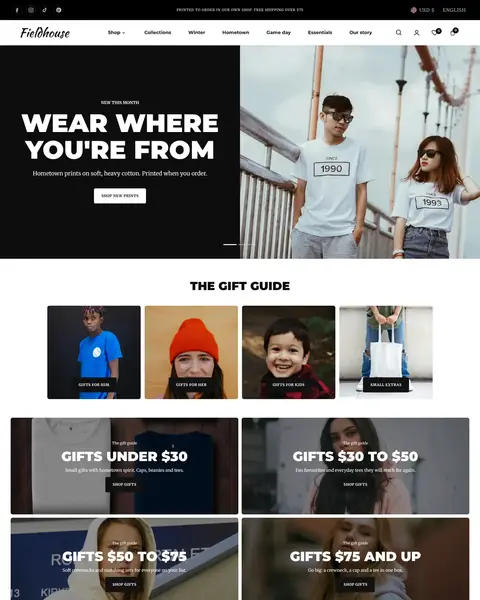 PRINTED TO ORDER IN OUR OWN SHOP. FREE SHIPPING OVER $75
USD $ ENGLISH
Fieldhouse
Shop Collections Winter Hometown Game day Essentials Our story
0 0
NEW THIS MONTH
WEAR WHERE
YOU'RE FROM
Hometown prints on soft, heavy cotton. Printed when you order.
SHOP NEW PRINTS
SINCE
1990
SINCE
1993
THE GIFT GUIDE
GIFTS FOR HIM
GIFTS FOR HER
GIFTS FOR KIDS
SMALL EXTRAS
The gift guide
GIFTS UNDER $30
Small gifts with hometown spirit. Caps, beanies and tees.
SHOP GIFTS
The gift guide
GIFTS $30 TO $50
Fan favourites and everyday tees they will reach for again.
SHOP GIFTS
The gift guide
GIFTS $50 TO $75
Soft crewnecks and matching sets for everyone on your list.
SHOP GIFTS
The gift guide
GIFTS $75 AND UP
Go big: a crewneck, a cap and a tee in one box.
SHOP GIFTS